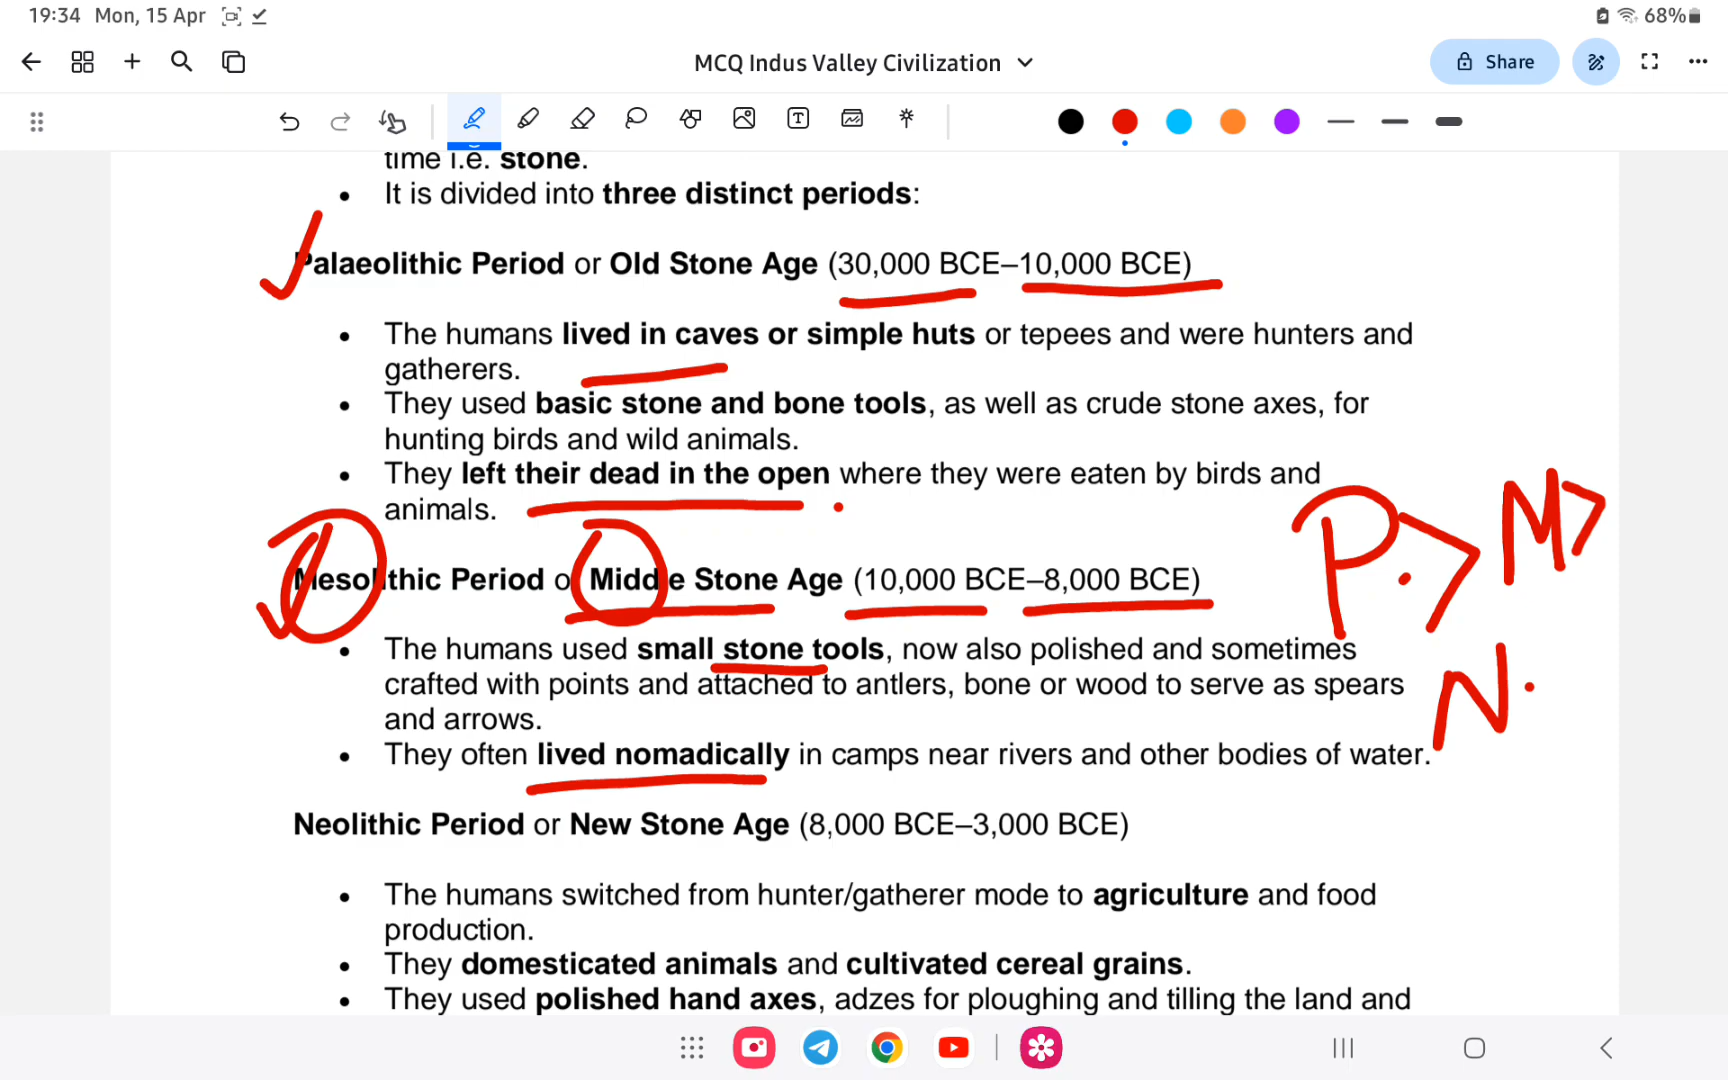 19:34 Mon, 15 Apr
68%
MCQ Indus Valley Civilization
Share
time i.e. stone.
• It is divided into three distinct periods:
Palaeolithic Period or Old Stone Age (30,000 BCE–10,000 BCE)
• The humans lived in caves or simple huts or tepees and were hunters and
gatherers.
• They used basic stone and bone tools, as well as crude stone axes, for
hunting birds and wild animals.
• They left their dead in the open where they were eaten by birds and
animals.
P > M >
Mesolithic Period or Middle Stone Age (10,000 BCE–8,000 BCE)
• The humans used small stone tools, now also polished and sometimes
crafted with points and attached to antlers, bone or wood to serve as spears
and arrows.
N
• They often lived nomadically in camps near rivers and other bodies of water.
Neolithic Period or New Stone Age (8,000 BCE–3,000 BCE)
• The humans switched from hunter/gatherer mode to agriculture and food
production.
• They domesticated animals and cultivated cereal grains.
• They used polished hand axes, adzes for ploughing and tilling the land and